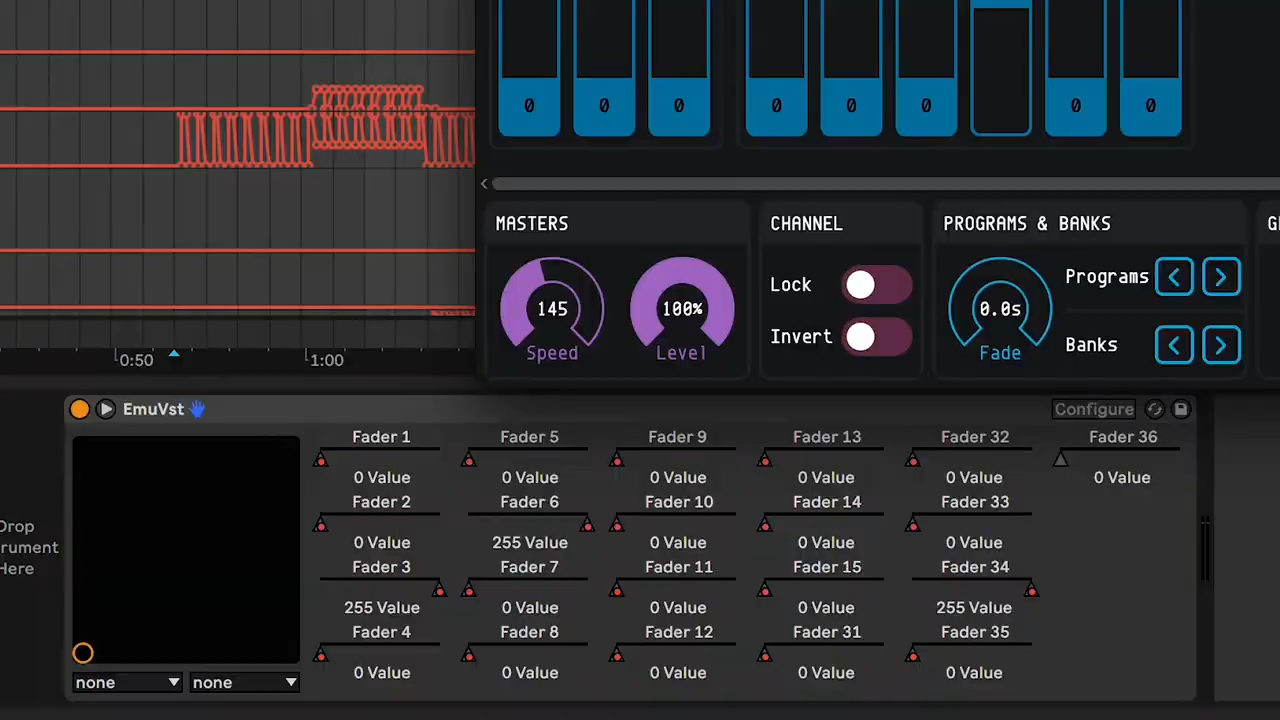 0 0 0 0 0 0 0 0
MASTERS CHANNEL PROGRAMS & BANKS
Lock Programs
145 100% 0.0s
Invert Banks
Speed Level Fade
0:50 1:00
EmuVst Configure
Fader 1 Fader 5 Fader 9 Fader 13 Fader 32 Fader 36
0 Value 0 Value 0 Value 0 Value 0 Value 0 Value
Fader 2 Fader 6 Fader 10 Fader 14 Fader 33
Drop
0 Value 255 Value 0 Value 0 Value 0 Value
rument
Here
Fader 3 Fader 7 Fader 11 Fader 15 Fader 34
255 Value 0 Value 0 Value 0 Value 255 Value
Fader 4 Fader 8 Fader 12 Fader 31 Fader 35
0 Value 0 Value 0 Value 0 Value 0 Value
none none